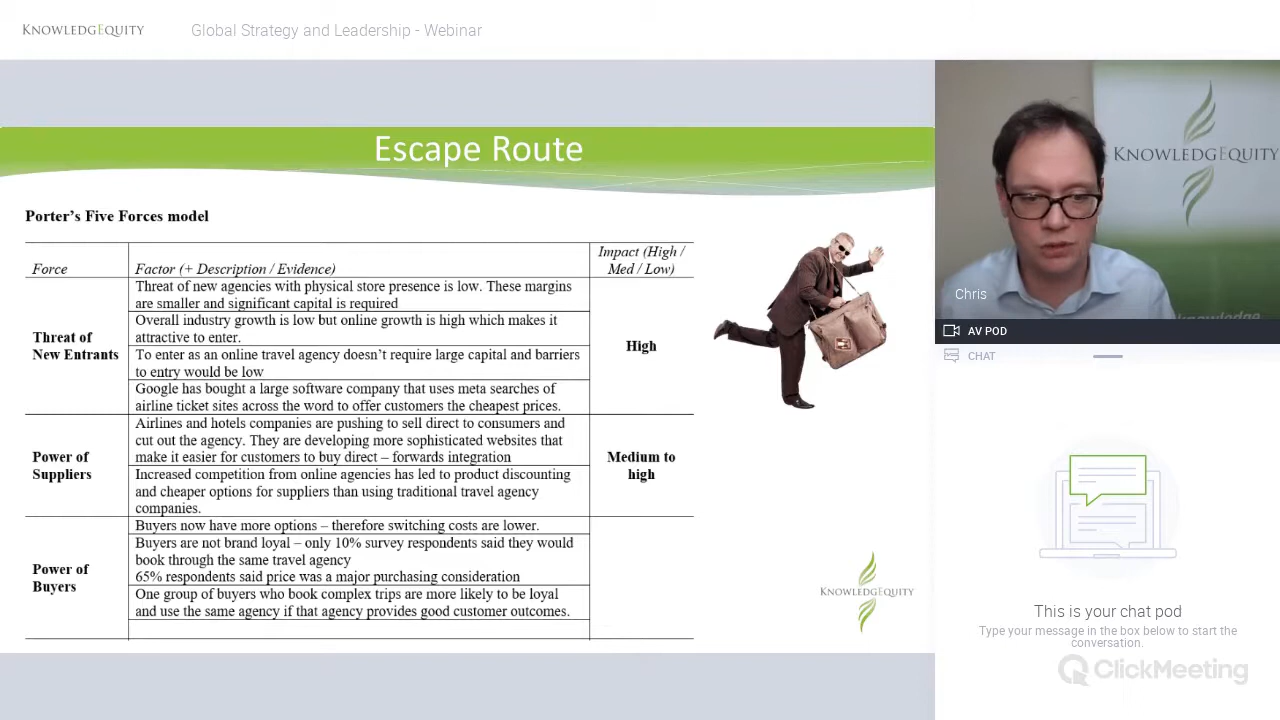 KNOWLEDGEQUITY
Global Strategy and Leadership - Webinar
Escape Route
Porter's Five Forces model
Force
Factor (+ Description / Evidence)
Impact (High /
Med / Low)
Threat of
New Entrants
Threat of new agencies with physical store presence is low. These margins
are smaller and significant capital is required
Overall industry growth is low but online growth is high which makes it
attractive to enter.
To enter as an online travel agency doesn't require large capital and barriers
to entry would be low
Google has bought a large software company that uses meta searches of
airline ticket sites across the word to offer customers the cheapest prices.
High
Power of
Suppliers
Airlines and hotels companies are pushing to sell direct to consumers and
cut out the agency. They are developing more sophisticated websites that
make it easier for customers to buy direct – forwards integration
Increased competition from online agencies has led to product discounting
and cheaper options for suppliers than using traditional travel agency
companies.
Medium to
high
Power of
Buyers
Buyers now have more options – therefore switching costs are lower.
Buyers are not brand loyal – only 10% survey respondents said they would
book through the same travel agency
65% respondents said price was a major purchasing consideration
One group of buyers who book complex trips are more likely to be loyal
and use the same agency if that agency provides good customer outcomes.
KNOWLEDGEQUITY
KNOWLEDGEQUITY
knowledge
Chris
AV POD
CHAT
This is your chat pod
Type your message in the box below to start the
conversation.
ClickMeeting